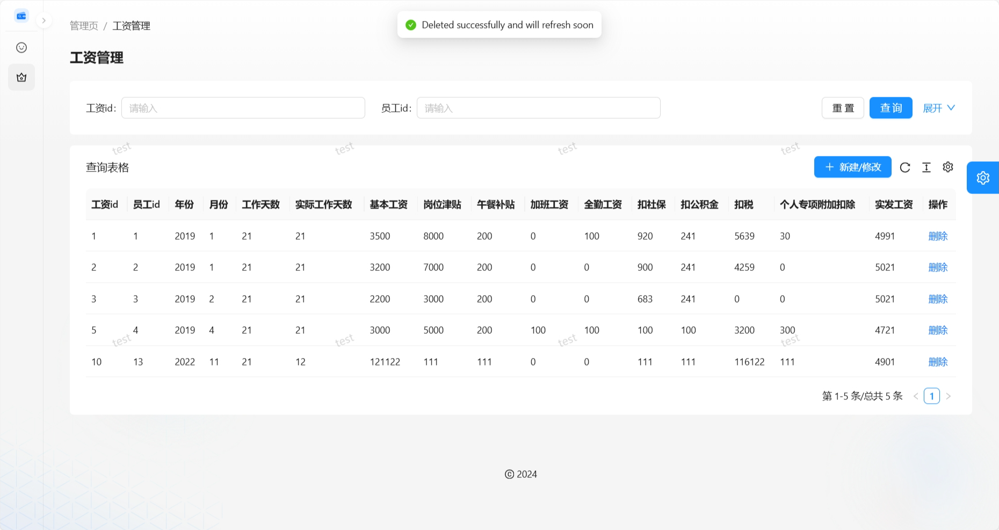 Deleted successfully and will refresh soon
管理页 / 工资管理
工资管理
工资id: 请输入 员工id: 请输入 重 置 查 询 展开
test test test test
查询表格 新建/修改
工资id 员工id 年份 月份 工作天数 实际工作天数 基本工资 岗位津贴 午餐补贴 加班工资 全勤工资 扣社保 扣公积金 扣税 个人专项附加扣除 实发工资 操作
1 1 2019 1 21 21 3500 8000 200 0 100 920 241 5639 30 4991 删除
2 2 2019 1 21 21 3200 7000 200 0 0 900 241 4259 0 5021 删除
3 3 2019 2 21 21 2200 3000 200 0 0 683 241 0 0 5021 删除
5 4 2019 4 21 21 3000 5000 200 100 100 100 100 3200 300 4721 删除
test test test test
10 13 2022 11 21 12 121122 111 111 0 0 111 111 116122 111 4901 删除
第 1-5 条/总共 5 条 < 1 >
© 2024